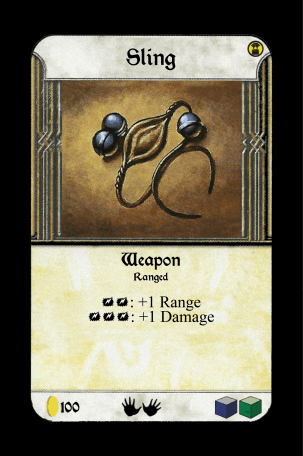 Sling
Weapon
Ranged
: +1 Range
: +1 Damage
100